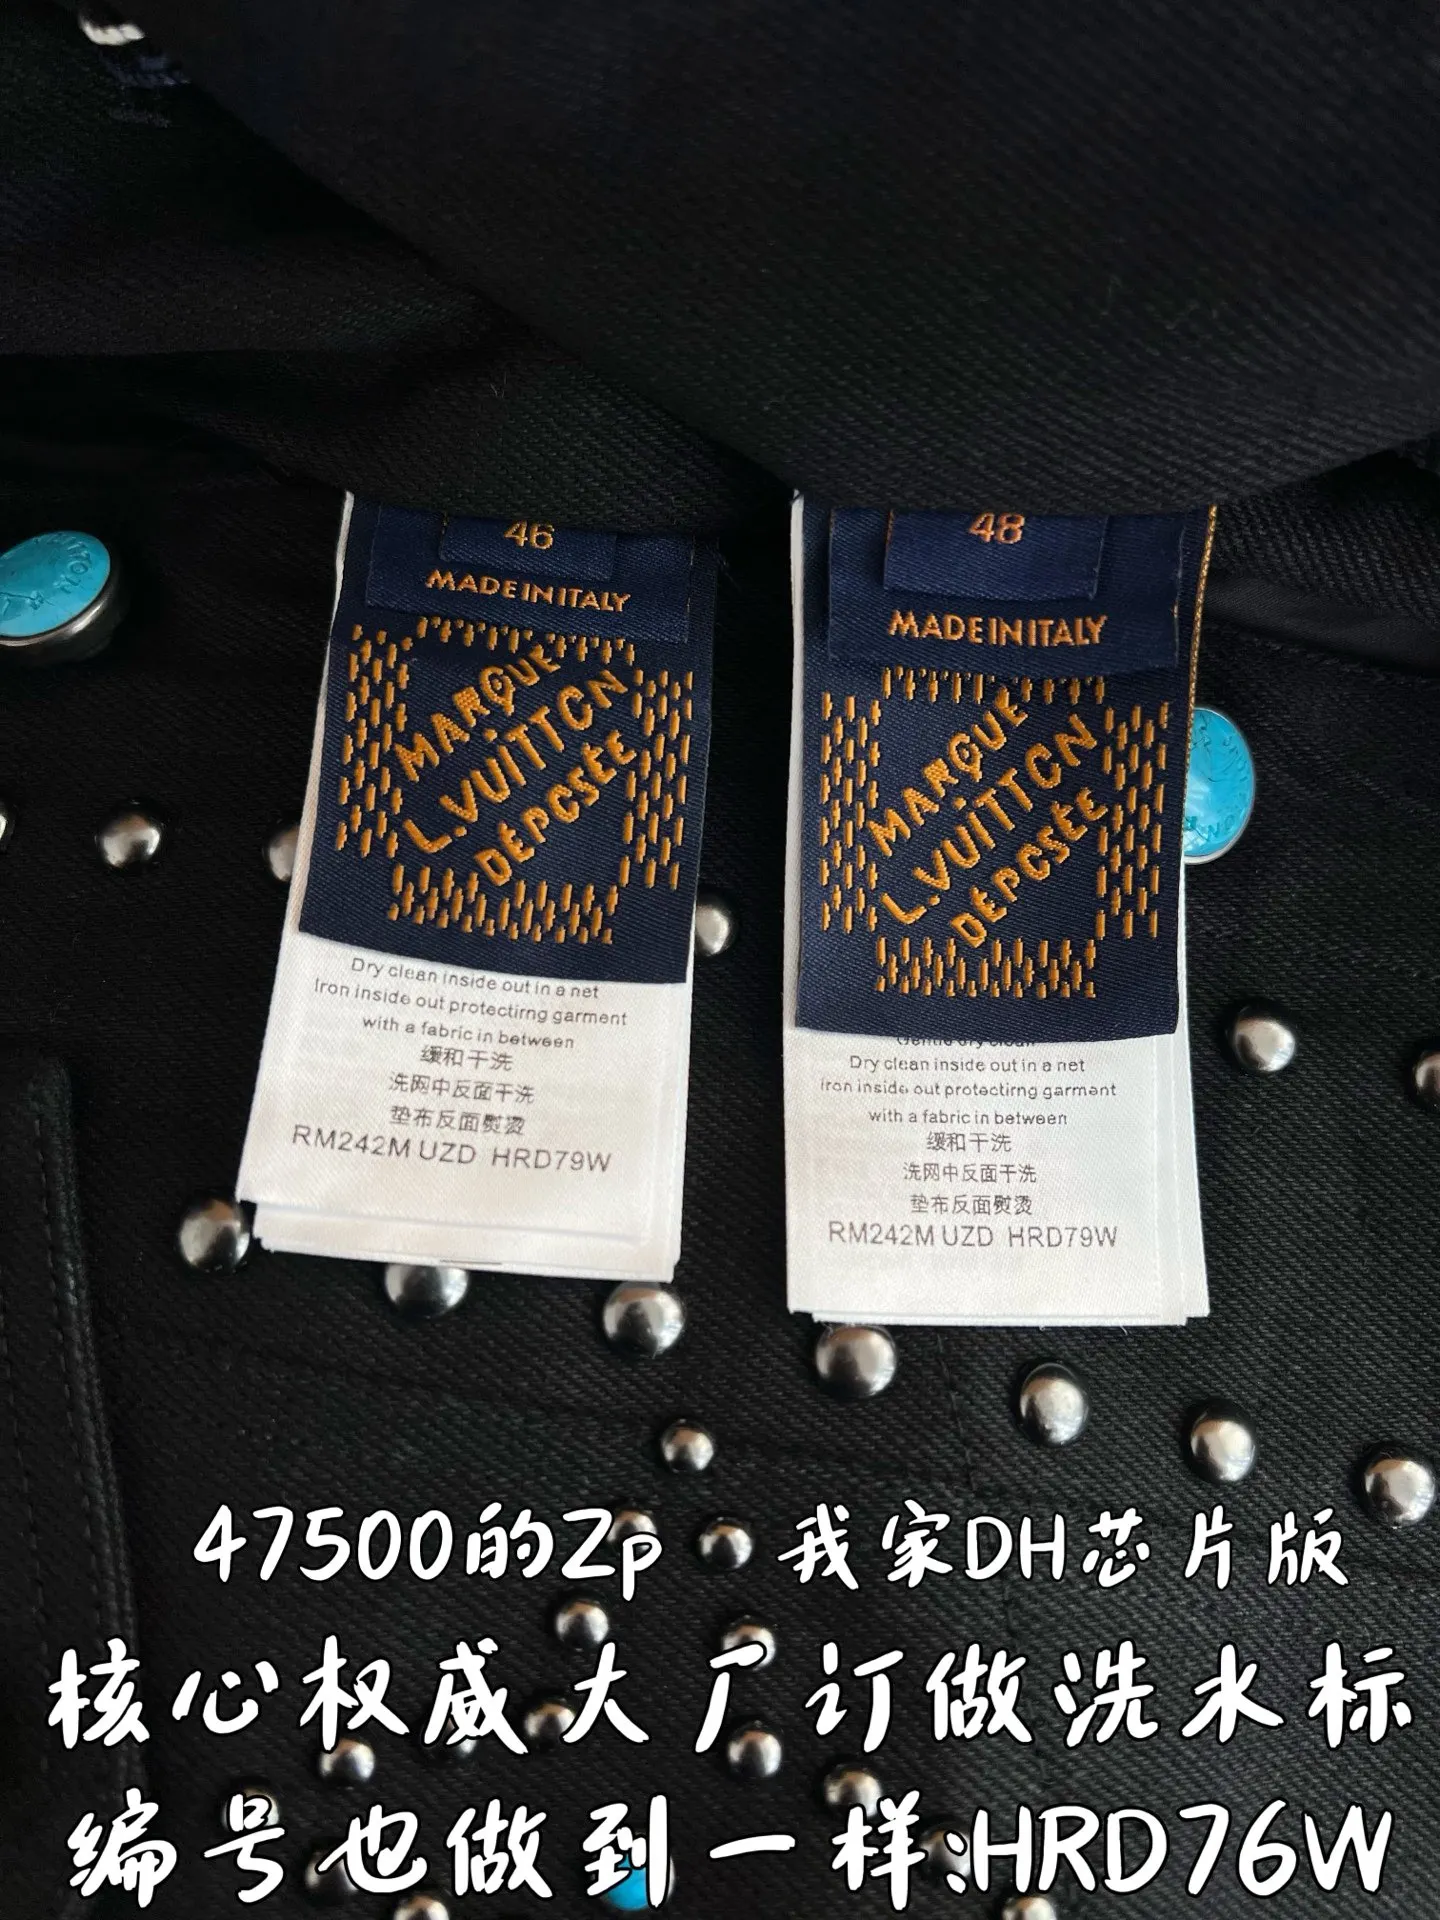 46
MADE IN ITALY
MARQUE
L.VUITTON
DÉPOSÉE
Dry clean inside out in a net
Iron inside out protectirng garment
with a fabric in between
缓和干洗
洗网中反面干洗
垫布反面熨烫
RM242M UZD HRD79W
48
MADE IN ITALY
MARQUE
L.VUITTON
DÉPOSÉE
Gentle dry clean
Dry clean inside out in a net
Iron inside out protectirng garment
with a fabric in between
缓和干洗
洗网中反面干洗
垫布反面熨烫
RM242M UZD HRD79W
47500的Zp 我家DH芯片版
核心权威大厂订做洗水标
编号也做到一样:HRD76W